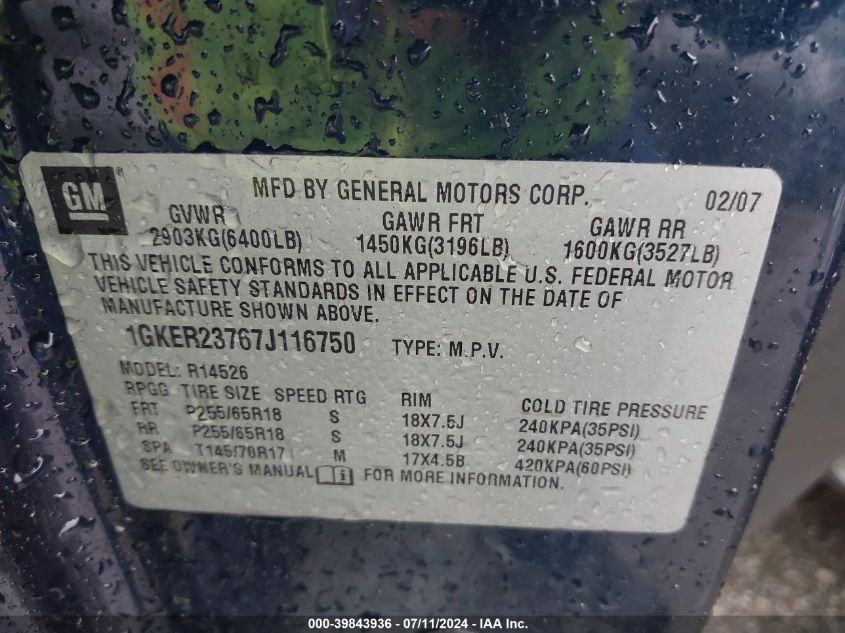 GM® MFD BY GENERAL MOTORS CORP. 02/07
GVWR GAWR FRT GAWR RR
2903KG(6400LB) 1450KG(3196LB) 1600KG(3527LB)
THIS VEHICLE CONFORMS TO ALL APPLICABLE U.S. FEDERAL MOTOR
VEHICLE SAFETY STANDARDS IN EFFECT ON THE DATE OF
MANUFACTURE SHOWN ABOVE.
1GKER23767J116750 TYPE: M.P.V.
MODEL: R14526
RPGG TIRE SIZE SPEED RTG RIM COLD TIRE PRESSURE
FRT P255/65R18 S 18X7.5J 240KPA(35PSI)
RR P255/65R18 S 18X7.5J 240KPA(35PSI)
SPA T145/70R17 M 17X4.5B 420KPA(60PSI)
SEE OWNER'S MANUAL FOR MORE INFORMATION.
000-39843936 - 07/11/2024 - IAA Inc.